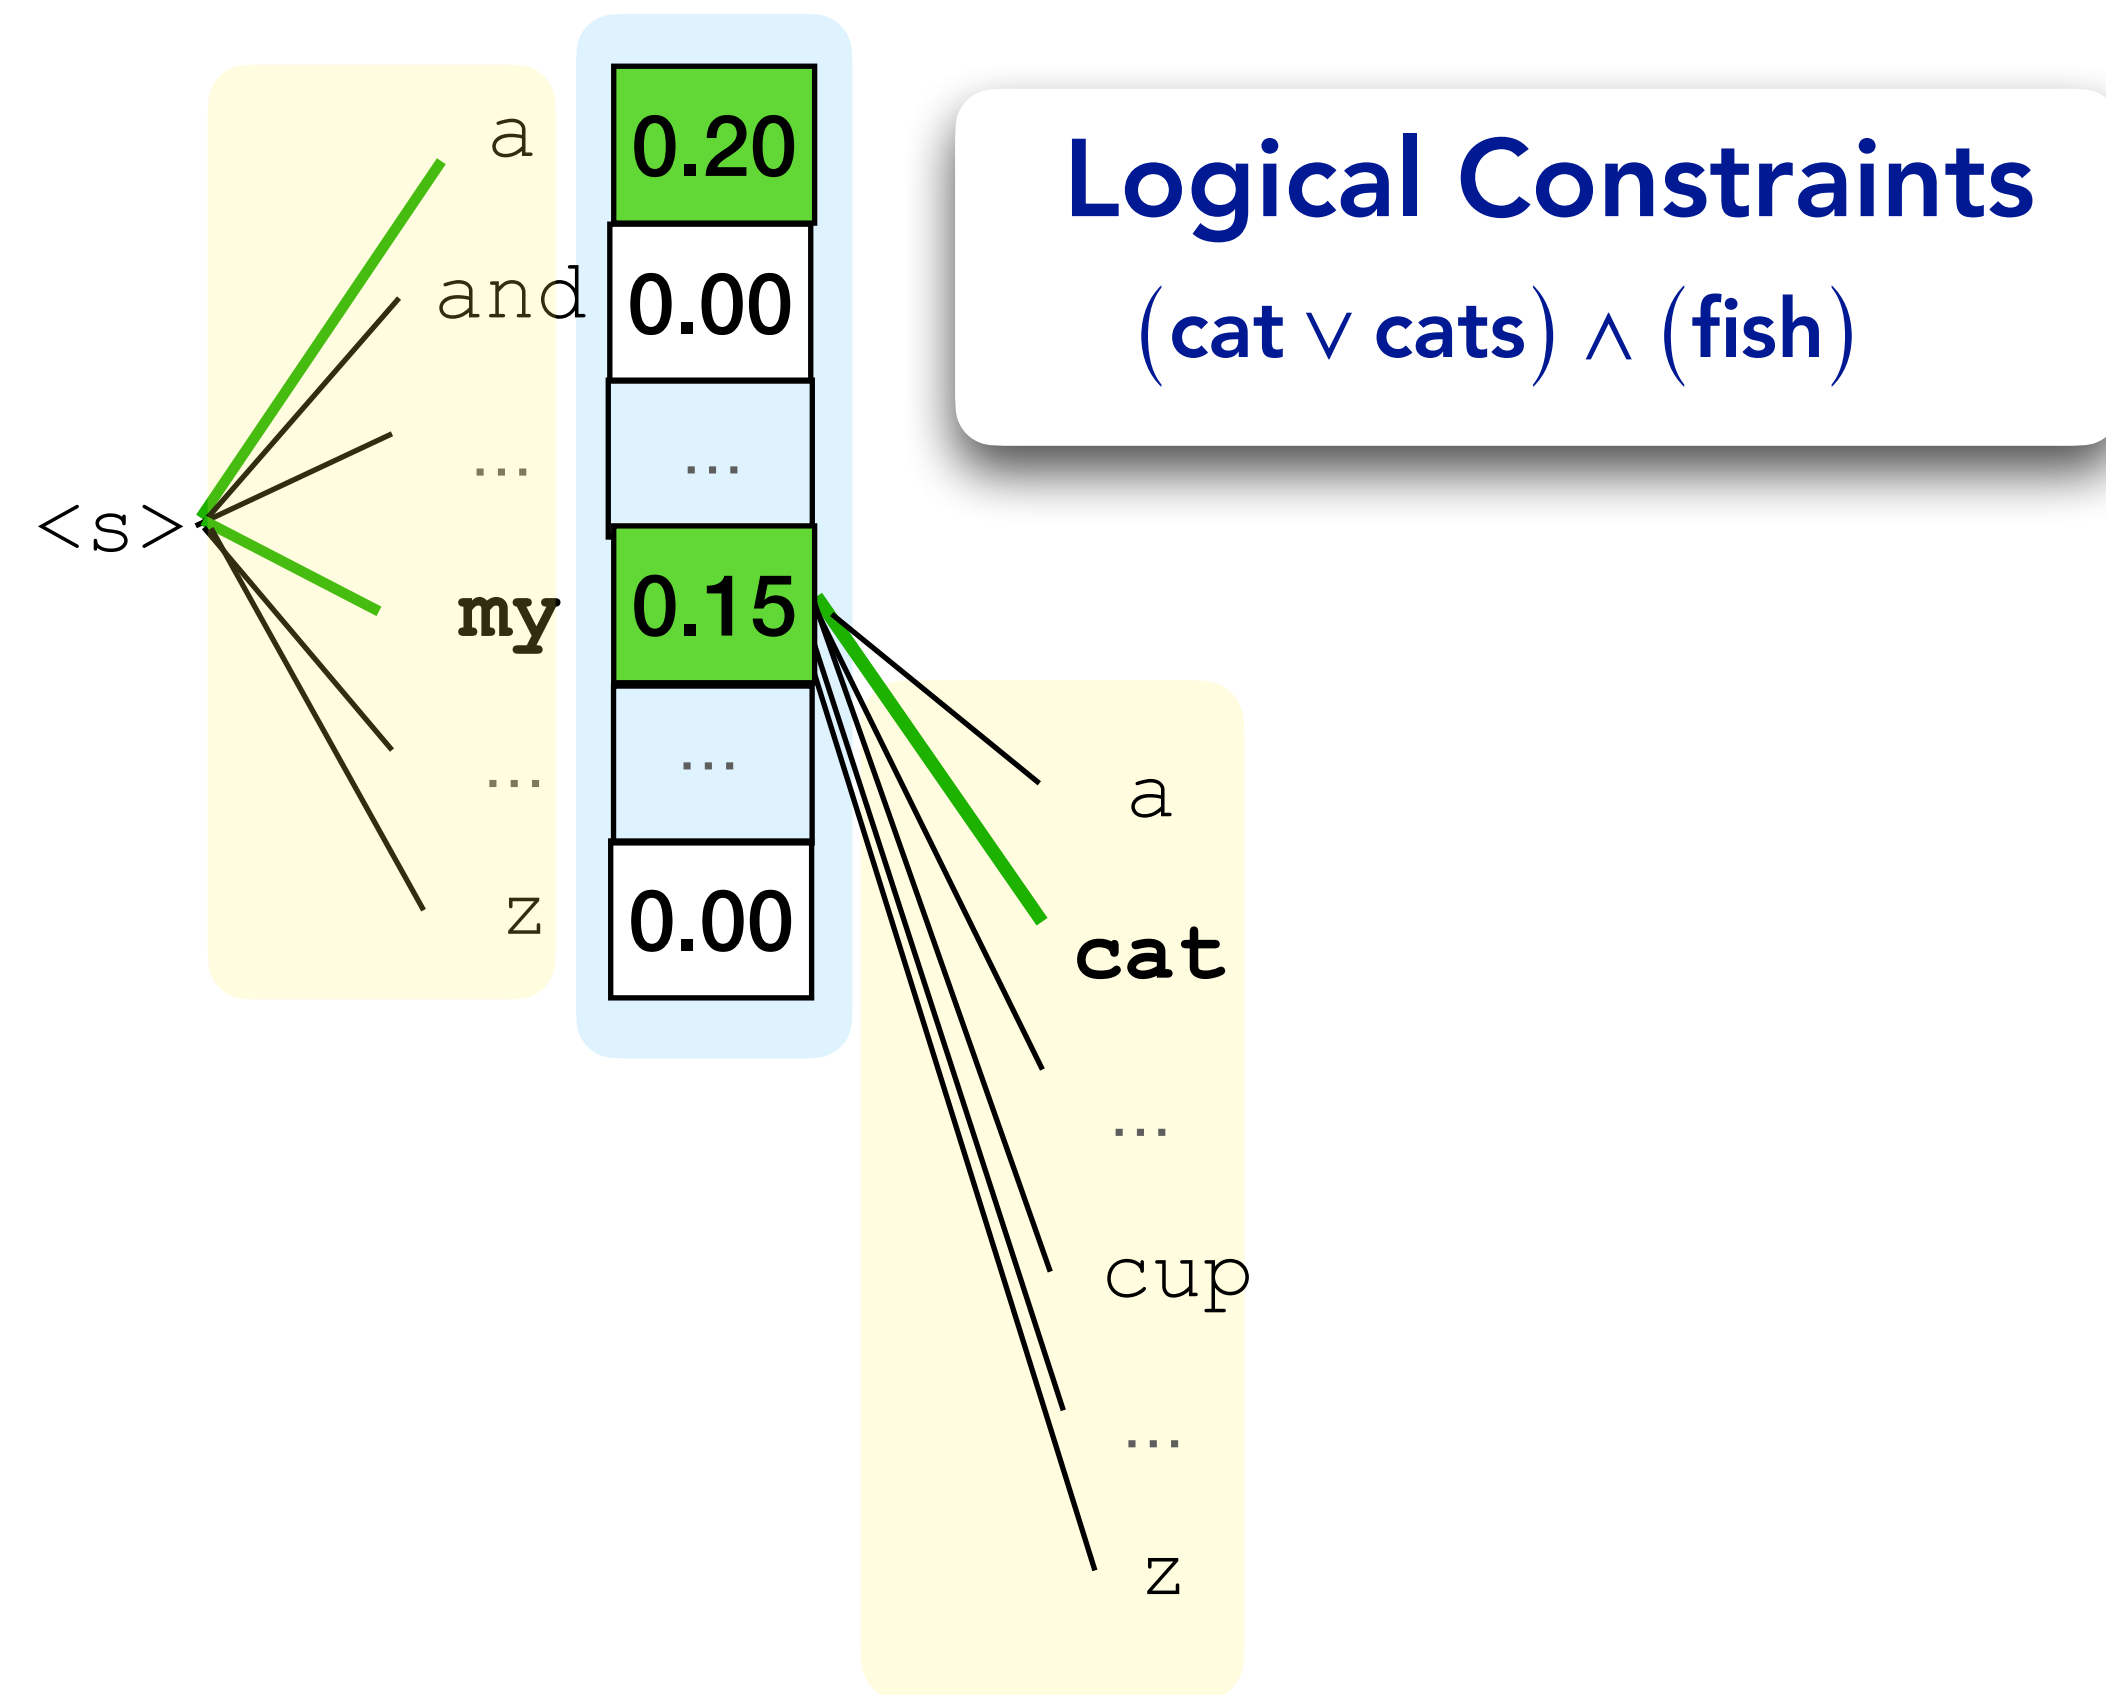 Logical Constraints
(cat ∨ cats) ∧ (fish)
<s>
a
and
...
my
...
z
0.20
0.00
...
0.15
...
0.00
a
cat
...
cup
...
z